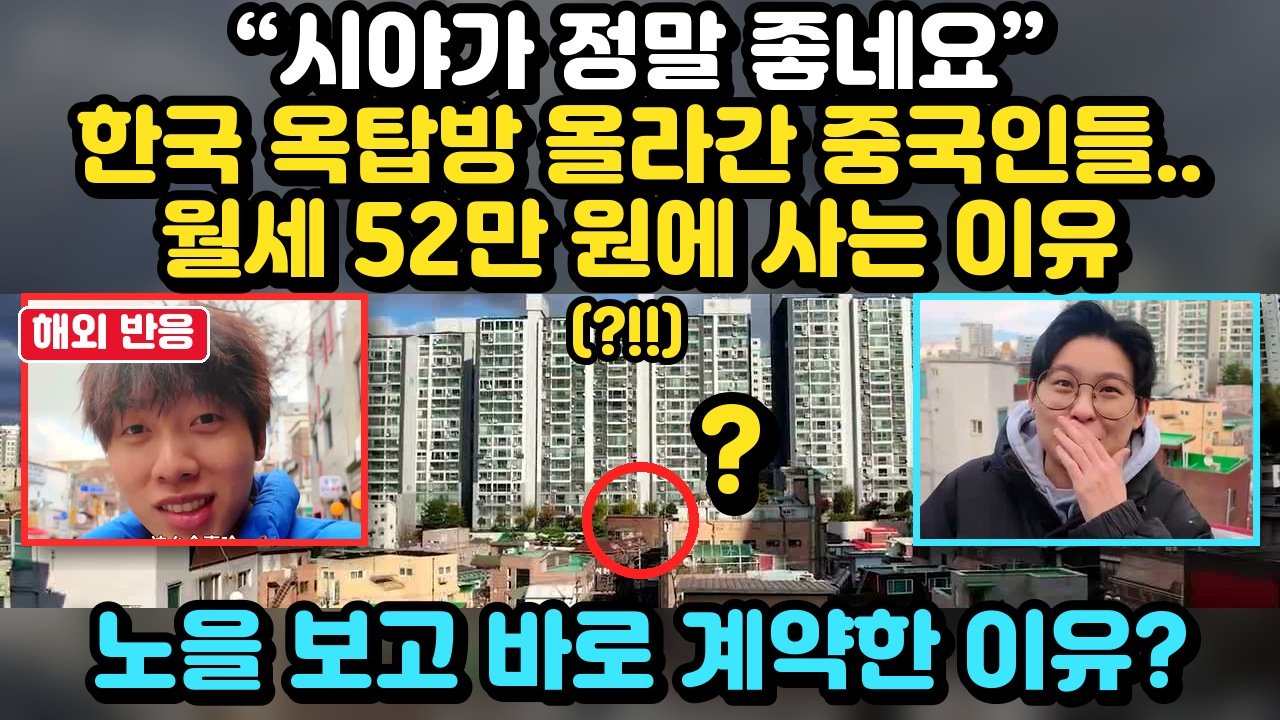 “시야가 정말 좋네요”
한국 옥탑방 올라간 중국인들..
월세 52만 원에 사는 이유
(?!!)
해외 반응
?
노을 보고 바로 계약한 이유?